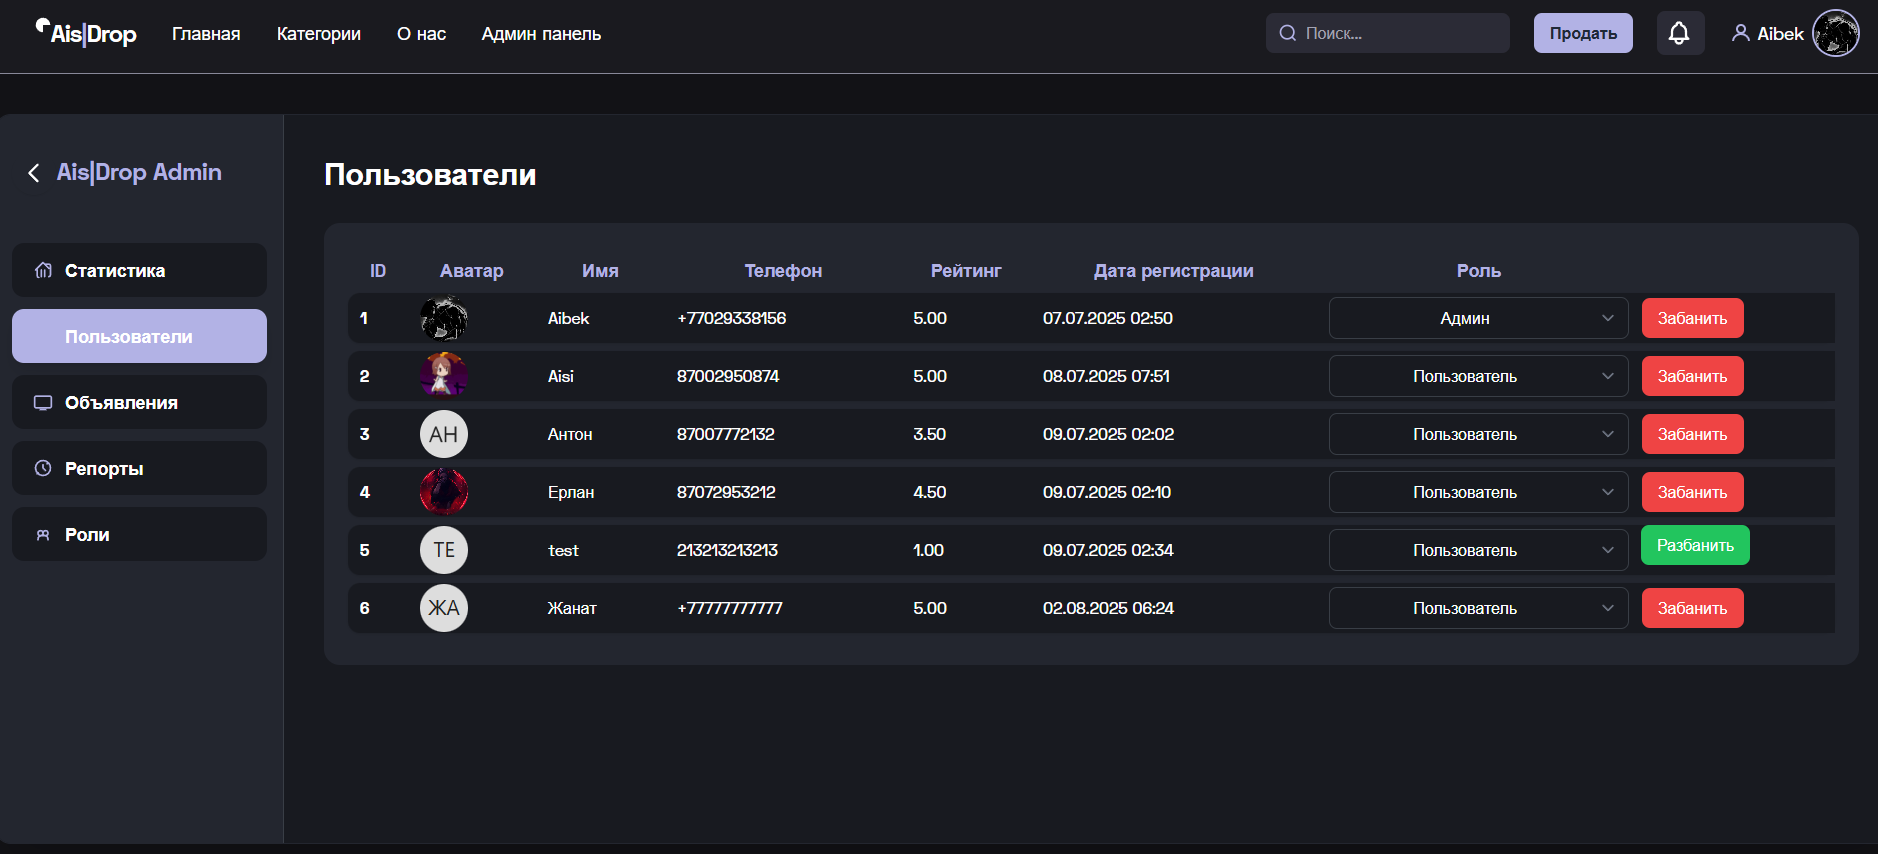 Ais|Drop Главная Категории О нас Админ панель Поиск... Продать Aibek
Ais|Drop Admin
Статистика
Пользователи
Объявления
Репорты
Роли
Пользователи
ID Аватар Имя Телефон Рейтинг Дата регистрации Роль
1 Aibek +77029338156 5.00 07.07.2025 02:50 Админ Забанить
2 Aisi 87002950874 5.00 08.07.2025 07:51 Пользователь Забанить
3 АН Антон 87007772132 3.50 09.07.2025 02:02 Пользователь Забанить
4 Ерлан 87072953212 4.50 09.07.2025 02:10 Пользователь Забанить
5 TE test 213213213213 1.00 09.07.2025 02:34 Пользователь Разбанить
6 ЖА Жанат +77777777777 5.00 02.08.2025 06:24 Пользователь Забанить